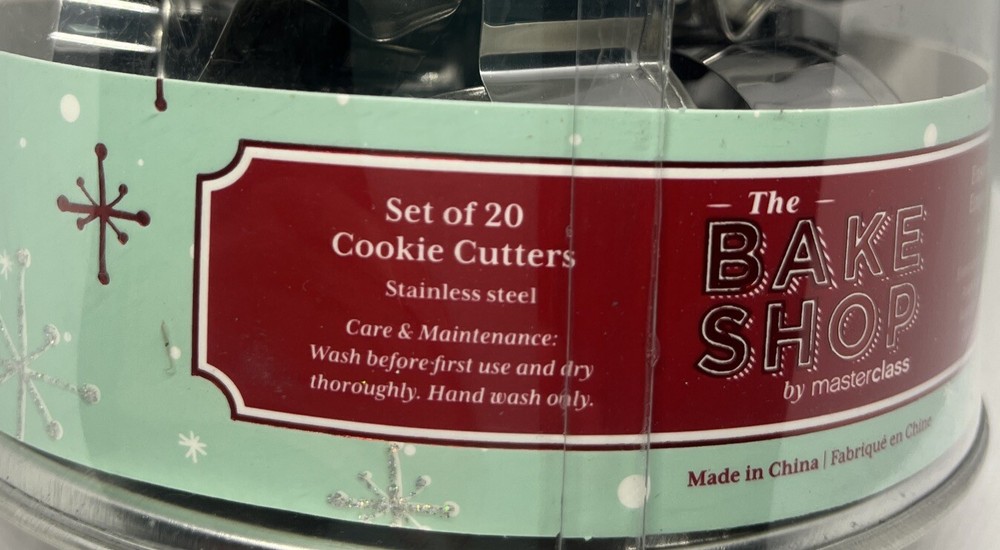 Set of 20
Cookie Cutters
Stainless steel
Care & Maintenance:
Wash before first use and dry
thoroughly. Hand wash only.
The
BAKE
SHOP
by masterclass
Made in China | Fabriqué en Chine